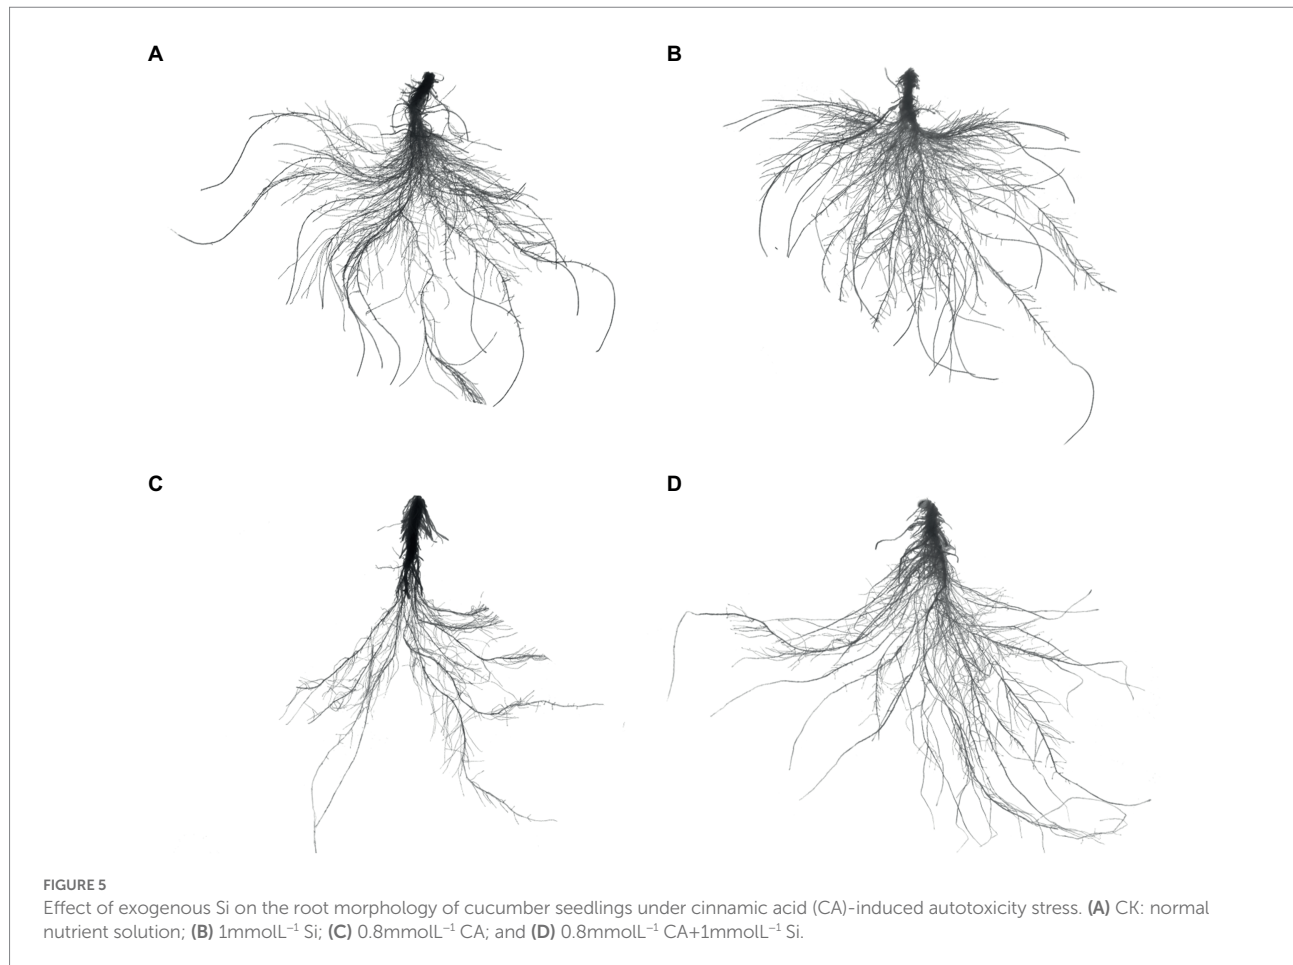 A
B
C
D
FIGURE 5
Effect of exogenous Si on the root morphology of cucumber seedlings under cinnamic acid (CA)-induced autotoxicity stress. (A) CK: normal
nutrient solution; (B) 1mmolL⁻¹ Si; (C) 0.8mmolL⁻¹ CA; and (D) 0.8mmolL⁻¹ CA+1mmolL⁻¹ Si.